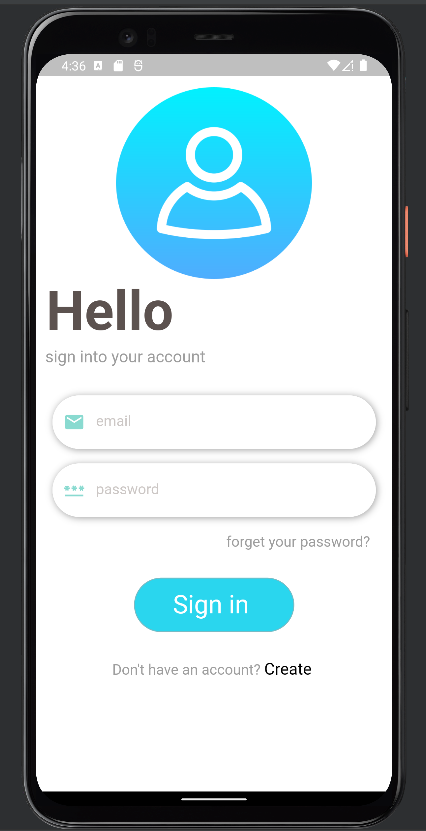 4:36
Hello
sign into your account
email
password
forget your password?
Sign in
Don't have an account? Create